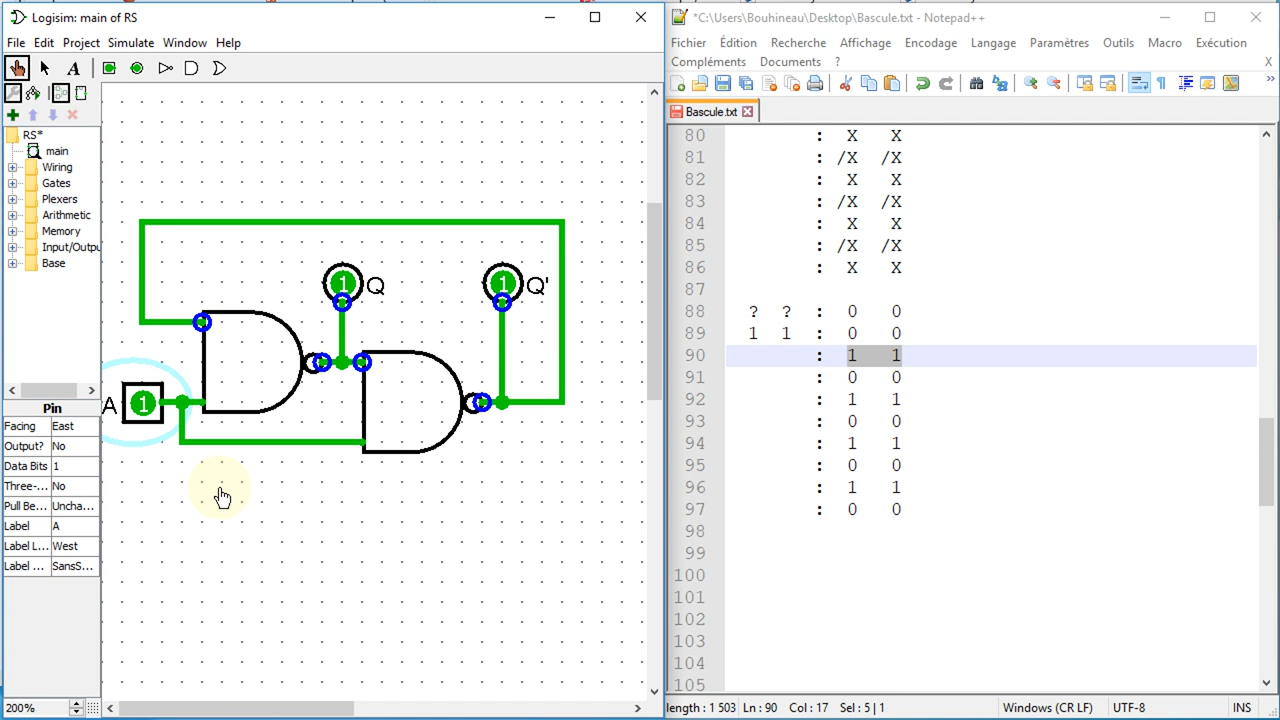 Logisim: main of RS
File Edit Project Simulate Window Help
A
RS*
main
Wiring
Gates
Plexers
Arithmetic
Memory
Input/Outpu
Base
Pin
Facing East
Output? No
Data Bits 1
Three-... No
Pull Be... Uncha...
Label A
Label L... West
Label ... SansS...
200%
1 Q
1 Q'
A 1
*C:\Users\Bouhineau\Desktop\Bascule.txt - Notepad++
Fichier Édition Recherche Affichage Encodage Langage Paramètres Outils Macro Exécution
Compléments Documents ? X
Bascule.txt
80 : X X
81 : /X /X
82 : X X
83 : /X /X
84 : X X
85 : /X /X
86 : X X
87
88 ? ? : 0 0
89 1 1 : 0 0
90 : 1 1
91 : 0 0
92 : 1 1
93 : 0 0
94 : 1 1
95 : 0 0
96 : 1 1
97 : 0 0
98
99
100
101
102
103
104
105
length : 1 503 Ln : 90 Col : 17 Sel : 5 | 1 Windows (CR LF) UTF-8 INS